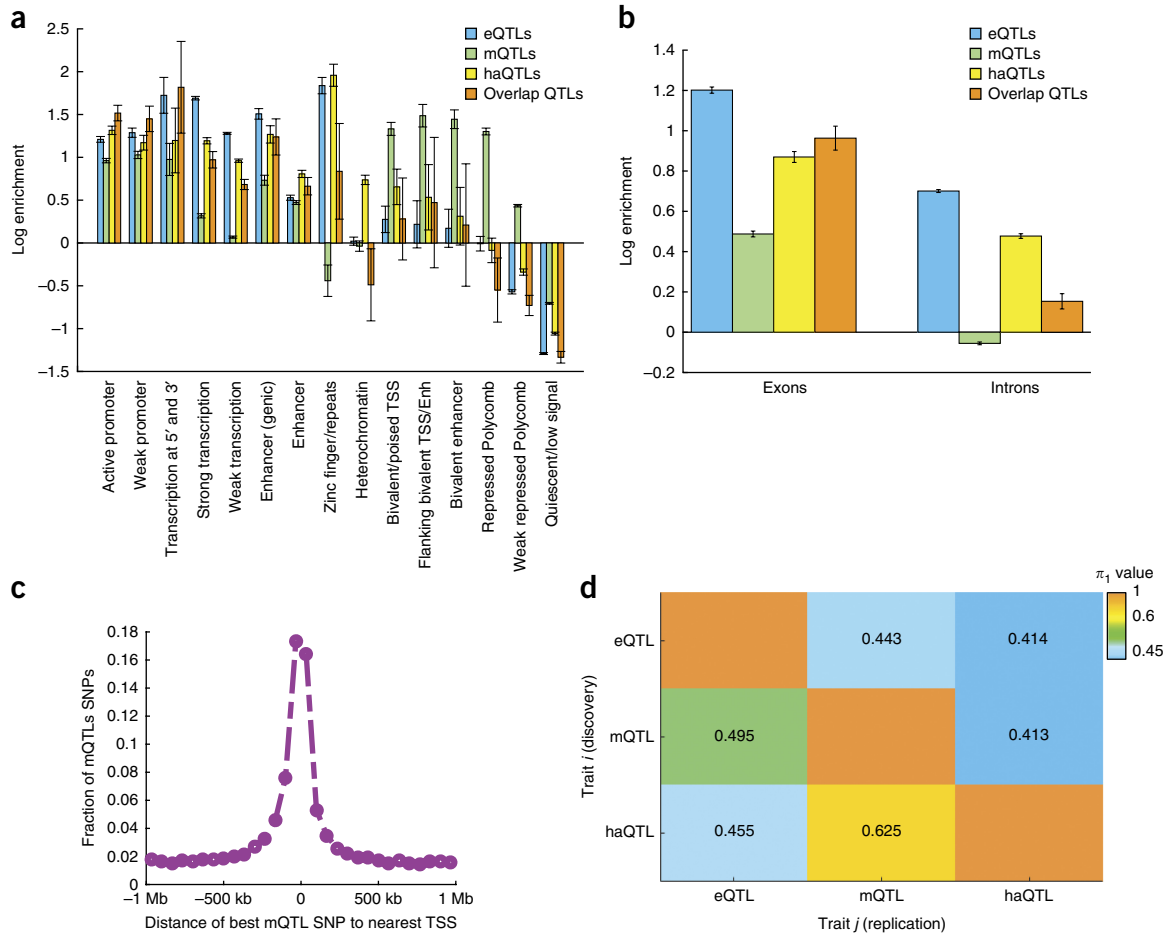 a
2.5
2
1.5
1
0.5
0
−0.5
−1
−1.5
Log enrichment
eQTLs
mQTLs
haQTLs
Overlap QTLs
Active promoter
Weak promoter
Transcription at 5′ and 3′
Strong transcription
Weak transcription
Enhancer (genic)
Enhancer
Zinc finger/repeats
Heterochromatin
Bivalent/poised TSS
Flanking bivalent TSS/Enh
Bivalent enhancer
Repressed Polycomb
Weak repressed Polycomb
Quiescent/low signal
b
1.4
1.2
1
0.8
0.6
0.4
0.2
0
−0.2
Log enrichment
eQTLs
mQTLs
haQTLs
Overlap QTLs
Exons
Introns
c
0.18
0.16
0.14
0.12
0.1
0.08
0.06
0.04
0.02
0
Fraction of mQTLs SNPs
−1 Mb
−500 kb
0
500 kb
1 Mb
Distance of best mQTL SNP to nearest TSS
d
π1 value
1
0.6
0.45
Trait i (discovery)
eQTL
0.443
0.414
mQTL
0.495
0.413
haQTL
0.455
0.625
eQTL
mQTL
haQTL
Trait j (replication)